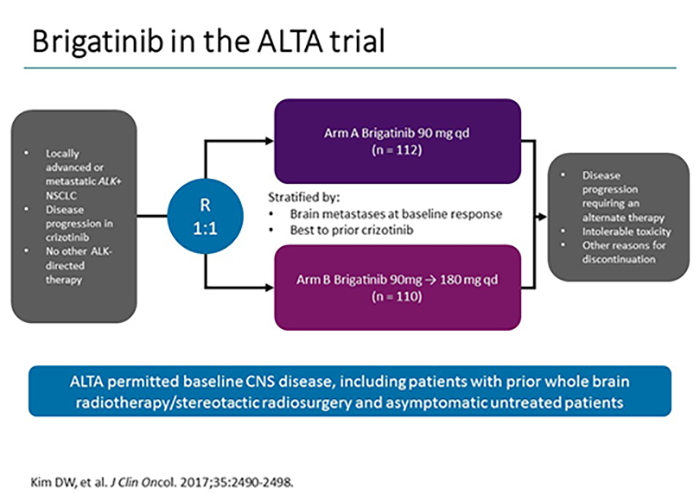 Brigatinib in the ALTA trial
• Locally
advanced or
metastatic ALK+
NSCLC
• Disease
progression in
crizotinib
• No other ALK-
directed
therapy
R
1:1
Arm A Brigatinib 90 mg qd
(n = 112)
Stratified by:
• Brain metastases at baseline response
• Best to prior crizotinib
Arm B Brigatinib 90mg → 180 mg qd
(n = 110)
• Disease
progression
requiring an
alternate therapy
• Intolerable toxicity
• Other reasons for
discontinuation
ALTA permitted baseline CNS disease, including patients with prior whole brain
radiotherapy/stereotactic radiosurgery and asymptomatic untreated patients
Kim DW, et al. J Clin Oncol. 2017;35:2490-2498.